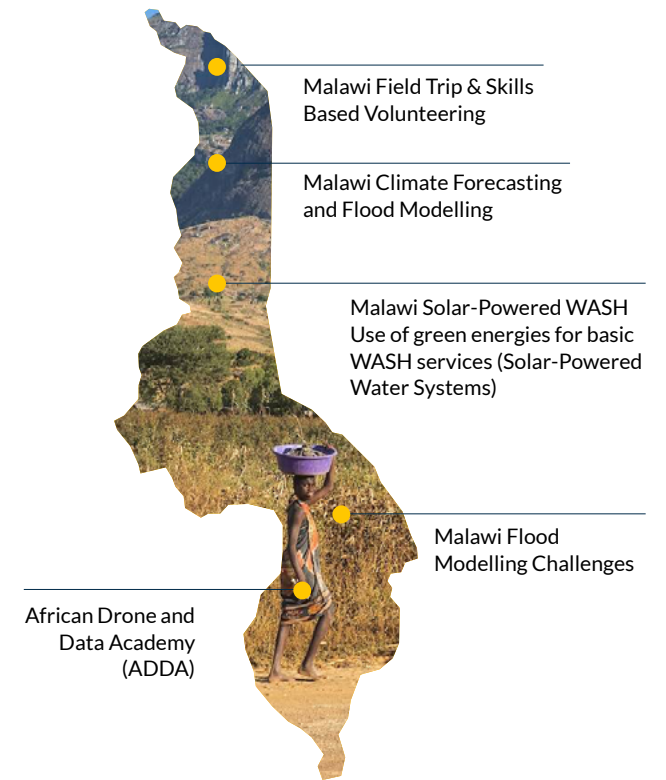 Malawi Field Trip & Skills
Based Volunteering
Malawi Climate Forecasting
and Flood Modelling
Malawi Solar-Powered WASH
Use of green energies for basic
WASH services (Solar-Powered
Water Systems)
Malawi Flood
Modelling Challenges
African Drone and
Data Academy
(ADDA)